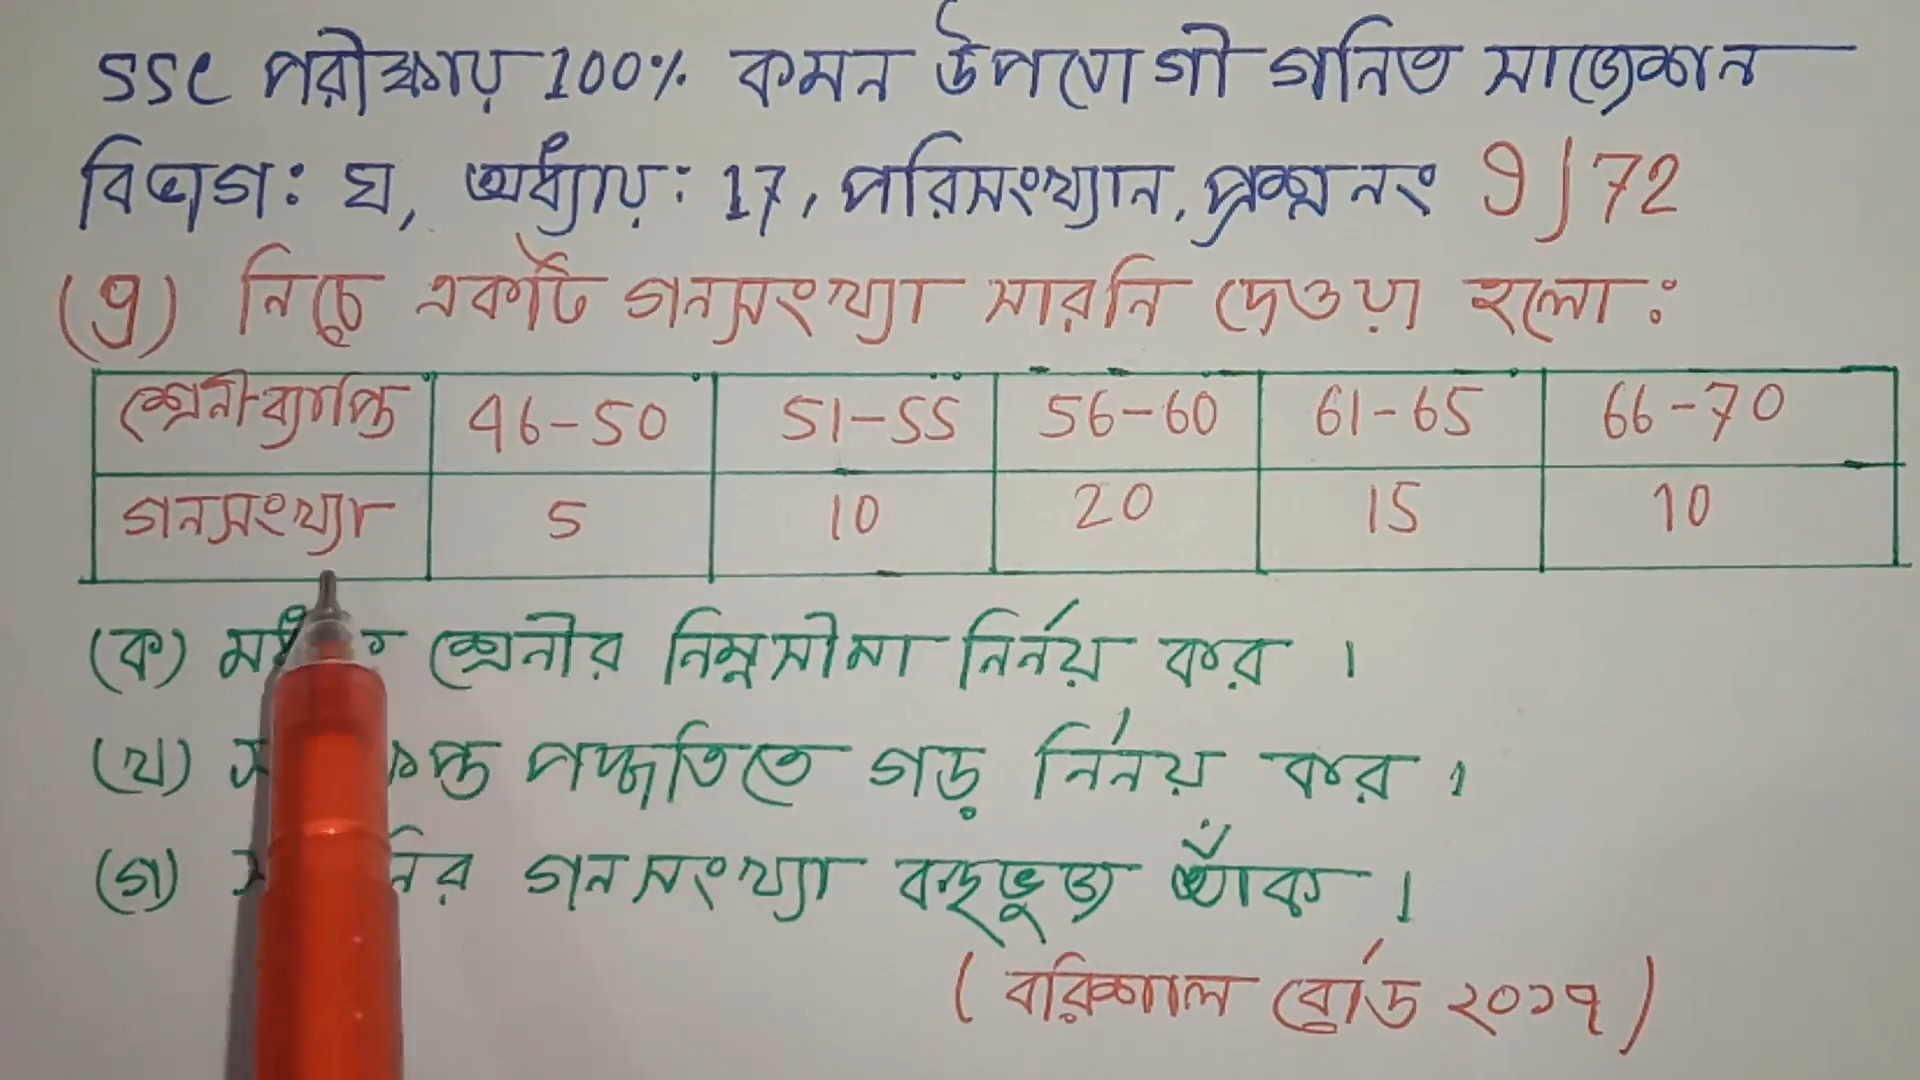 SSC পরীক্ষায় 100% কমন উপযোগী গনিত সাজেশান
বিভাগ: ঘ, অধ্যায়: 17, পরিসংখ্যান, প্রশ্ন নং 9/72
(9) নিচে একটি গনসংখ্যা সারনি দেওয়া হলো:
শ্রেনীব্যাপ্তি 46-50 51-55 56-60 61-65 66-70
গনসংখ্যা 5 10 20 15 10
(ক) শ্রেনীর নিম্নসীমা নির্নয় কর।
(খ) পদ্ধতিতে গড় নির্নয় কর।
(গ) গনসংখ্যা বহুভুজ আঁক।
(বরিশাল বোর্ড ২০১৭)